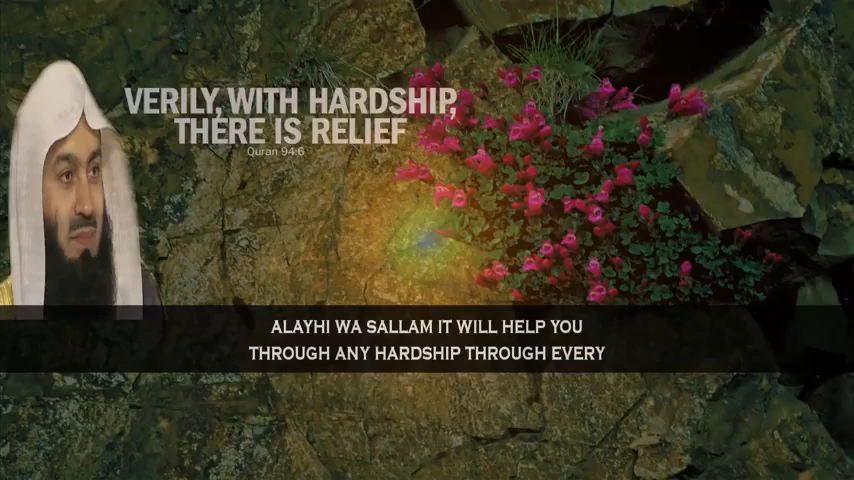 VERILY, WITH HARDSHIP,
THERE IS RELIEF
Quran 94:6
ALAYHI WA SALLAM IT WILL HELP YOU
THROUGH ANY HARDSHIP THROUGH EVERY